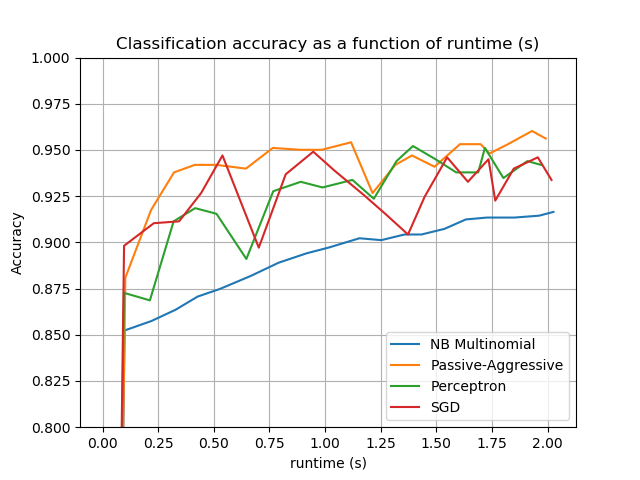 Classification accuracy as a function of runtime (s)
1.000
0.975
0.950
0.925
0.900
0.875
0.850
0.825
0.800
Accuracy
NB Multinomial
Passive-Aggressive
Perceptron
SGD
0.00 0.25 0.50 0.75 1.00 1.25 1.50 1.75 2.00
runtime (s)